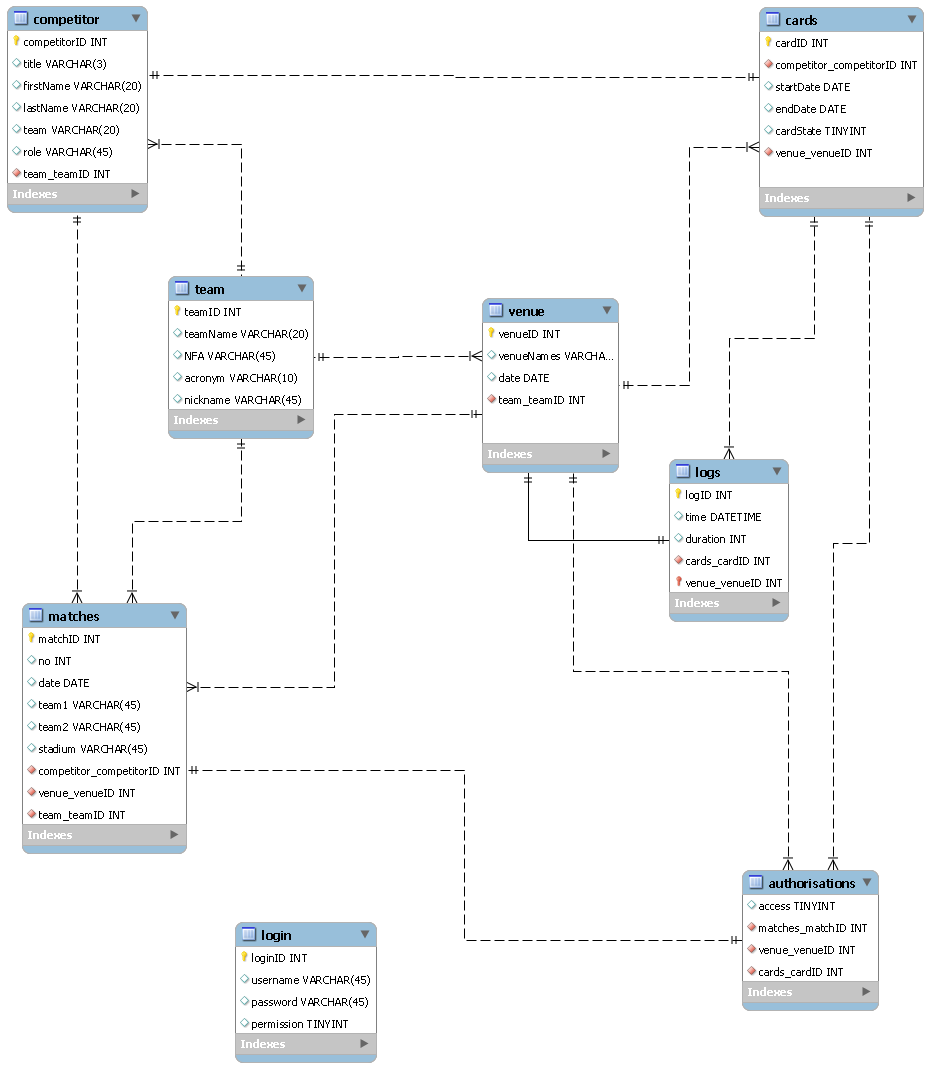 competitor
competitorID INT
title VARCHAR(3)
firstName VARCHAR(20)
lastName VARCHAR(20)
team VARCHAR(20)
role VARCHAR(45)
team_teamID INT
Indexes
cards
cardID INT
competitor_competitorID INT
startDate DATE
endDate DATE
cardState TINYINT
venue_venueID INT
Indexes
team
teamID INT
teamName VARCHAR(20)
NFA VARCHAR(45)
acronym VARCHAR(10)
nickname VARCHAR(45)
Indexes
venue
venueID INT
venueNames VARCHA...
date DATE
team_teamID INT
Indexes
logs
logID INT
time DATETIME
duration INT
cards_cardID INT
venue_venueID INT
Indexes
matches
matchID INT
no INT
date DATE
team1 VARCHAR(45)
team2 VARCHAR(45)
stadium VARCHAR(45)
competitor_competitorID INT
venue_venueID INT
team_teamID INT
Indexes
authorisations
access TINYINT
matches_matchID INT
venue_venueID INT
cards_cardID INT
Indexes
login
loginID INT
username VARCHAR(45)
password VARCHAR(45)
permission TINYINT
Indexes